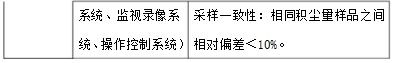 系统、监视录像系
统、操作控制系统）
采样一致性：相同积尘量样品之间
相对偏差＜10%。